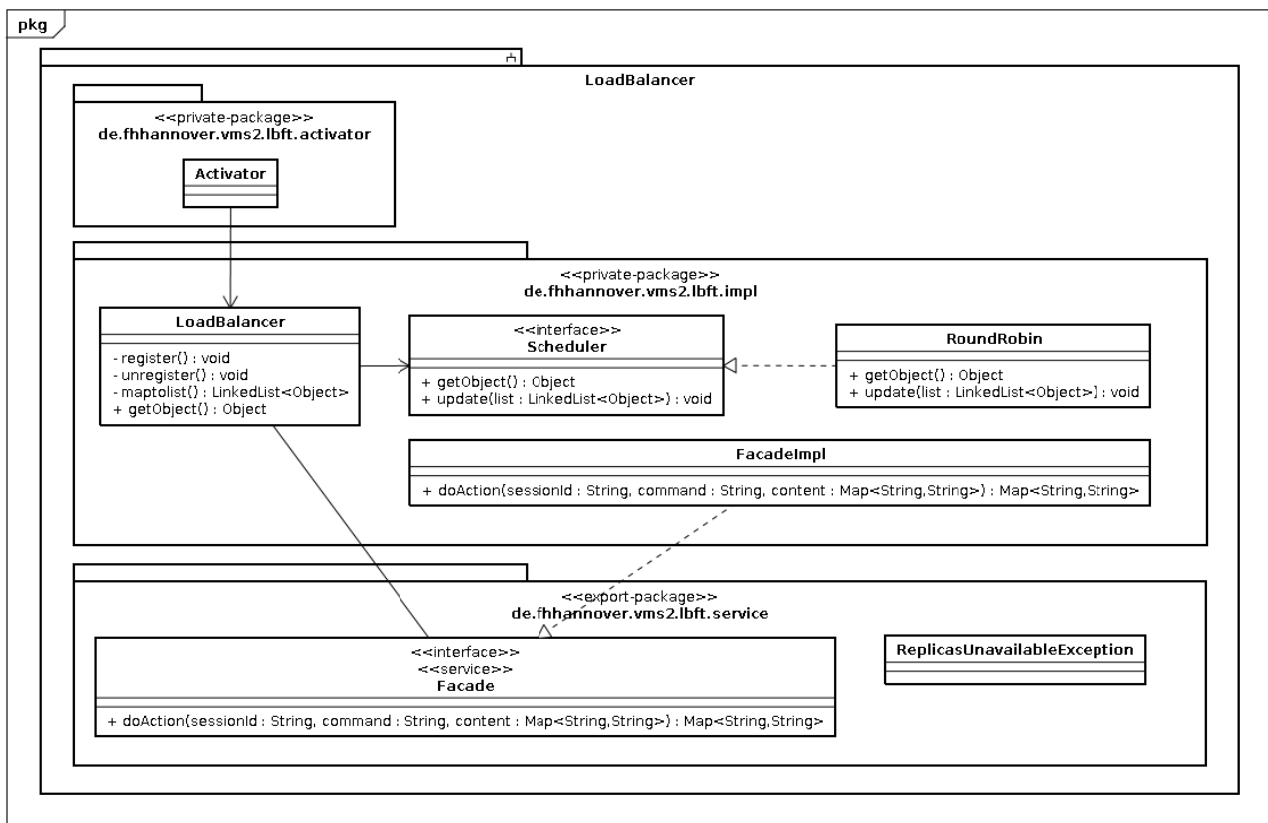 pkg
LoadBalancer
<<private-package>>
de.fhhannover.vms2.lbft.activator
Activator
<<private-package>>
de.fhhannover.vms2.lbft.impl
LoadBalancer
- register() : void
- unregister() : void
- maptolist() : LinkedList<Object>
+ getObject() : Object
<<interface>>
Scheduler
+ getObject() : Object
+ update(list : LinkedList<Object>) : void
RoundRobin
+ getObject() : Object
+ update(list : LinkedList<Object>) : void
FacadeImpl
+ doAction(sessionId : String, command : String, content : Map<String,String>) : Map<String,String>
<<export-package>>
de.fhhannover.vms2.lbft.service
<<interface>>
<<service>>
Facade
+ doAction(sessionId : String, command : String, content : Map<String,String>) : Map<String,String>
ReplicasUnavailableException